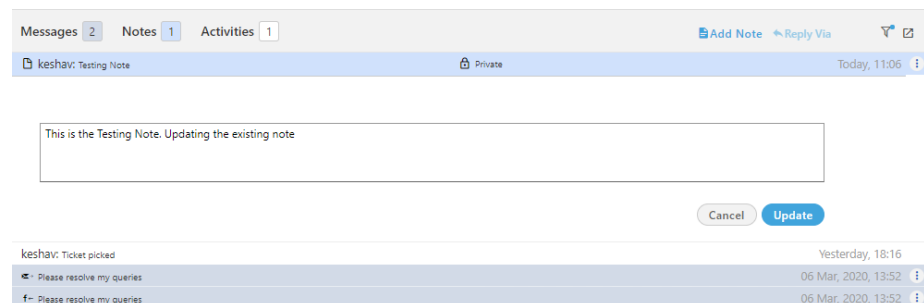 Messages 2 Notes 1 Activities 1 Add Note Reply Via
keshav: Testing Note Private Today, 11:06
This is the Testing Note. Updating the existing note
Cancel Update
keshav: Ticket picked Yesterday, 18:16
Please resolve my queries 06 Mar, 2020, 13:52
Please resolve my queries 06 Mar, 2020, 13:52